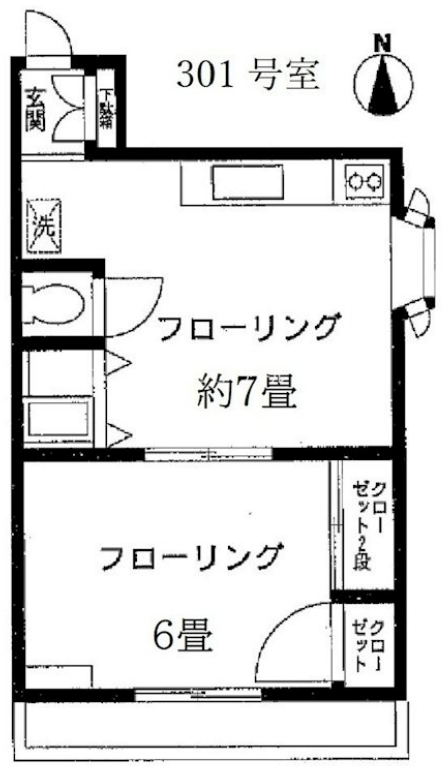 301号室
N
玄関
下駄箱
洗
フローリング
約7畳
クロー
ゼット2段
フローリング
6畳
クロー
ゼット